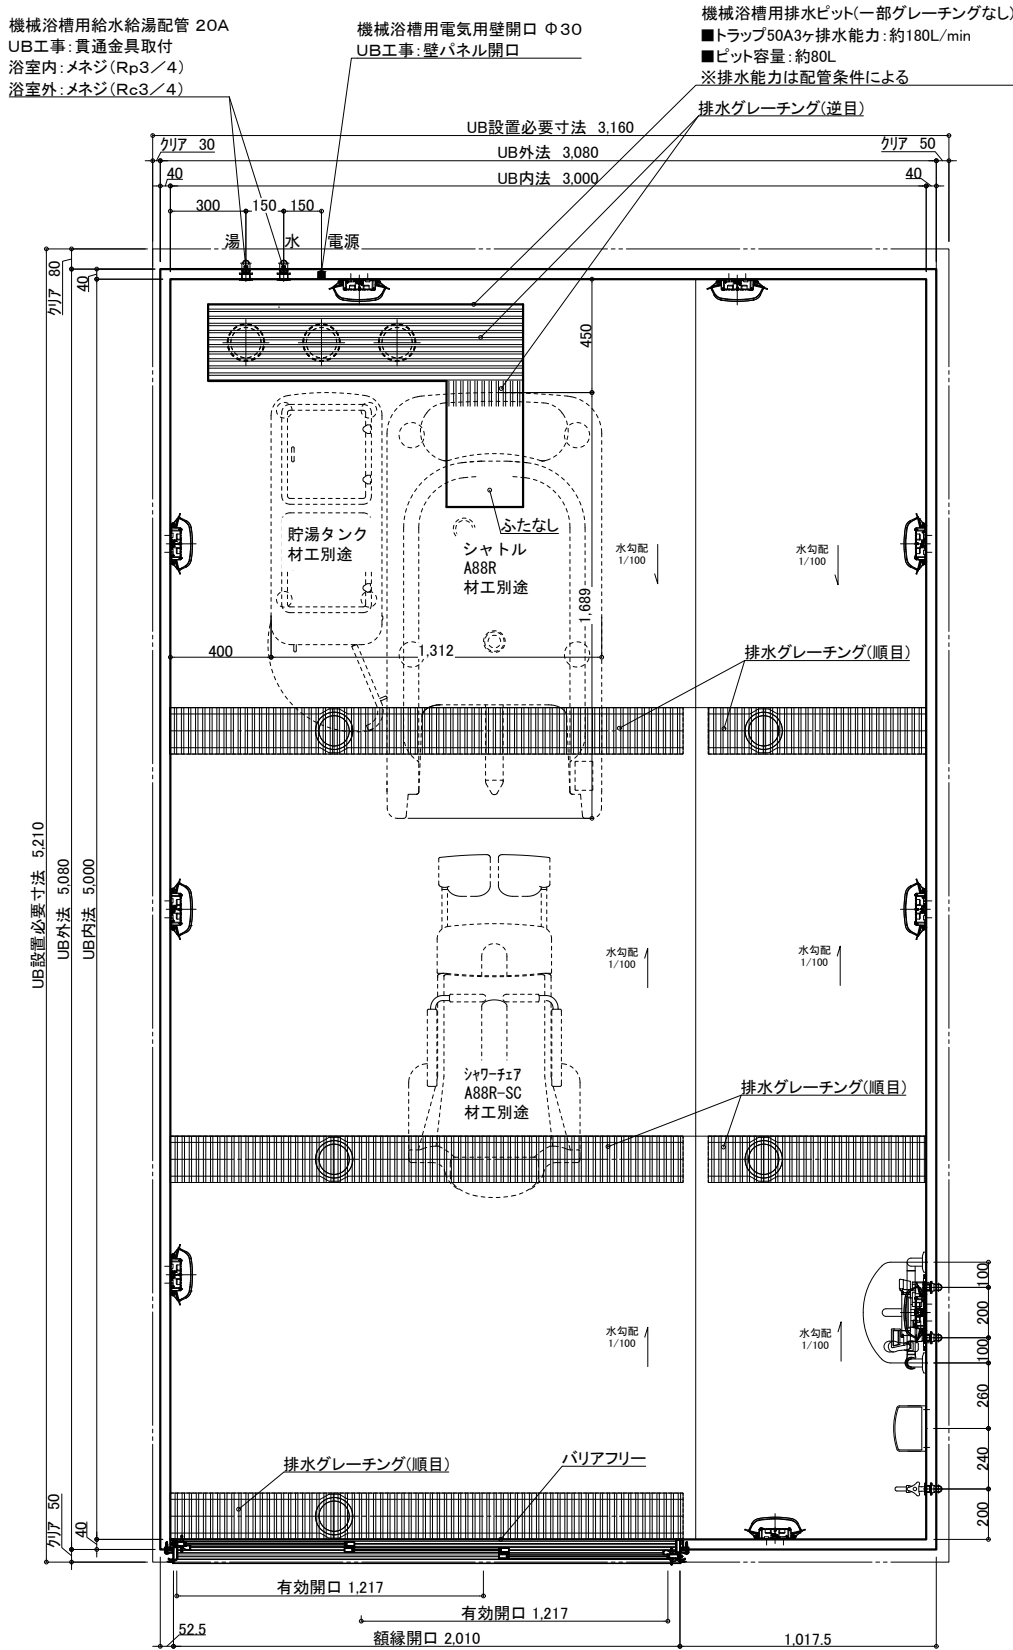 機械浴槽用給水給湯配管 20A
UB工事:貫通金具取付
浴室内:メネジ(Rp3/4)
浴室外:メネジ(Rc3/4)
機械浴槽用電気用壁開口 Φ30
UB工事:壁パネル開口
機械浴槽用排水ピット(一部グレーチングなし)
■トラップ50A3ヶ排水能力:約180L/min
■ピット容量:約80L
※排水能力は配管条件による
排水グレーチング(逆目)
UB設置必要寸法 3,160
クリア 30
UB外法 3,080
クリア 50
40
UB内法 3,000
40
300
150
150
湯
水
電源
クリア 80
40
450
貯湯タンク
材工別途
ふたなし
シャトル
A88R
材工別途
水勾配
1/100
水勾配
1/100
1,689
400
1,312
排水グレーチング(順目)
UB設置必要寸法 5,210
UB外法 5,080
UB内法 5,000
水勾配
1/100
水勾配
1/100
シャワーチェア
A88R-SC
材工別途
排水グレーチング(順目)
100
200
100
260
240
200
水勾配
1/100
水勾配
1/100
排水グレーチング(順目)
バリアフリー
クリア 50
40
有効開口 1,217
有効開口 1,217
52.5
額縁開口 2,010
1,017.5